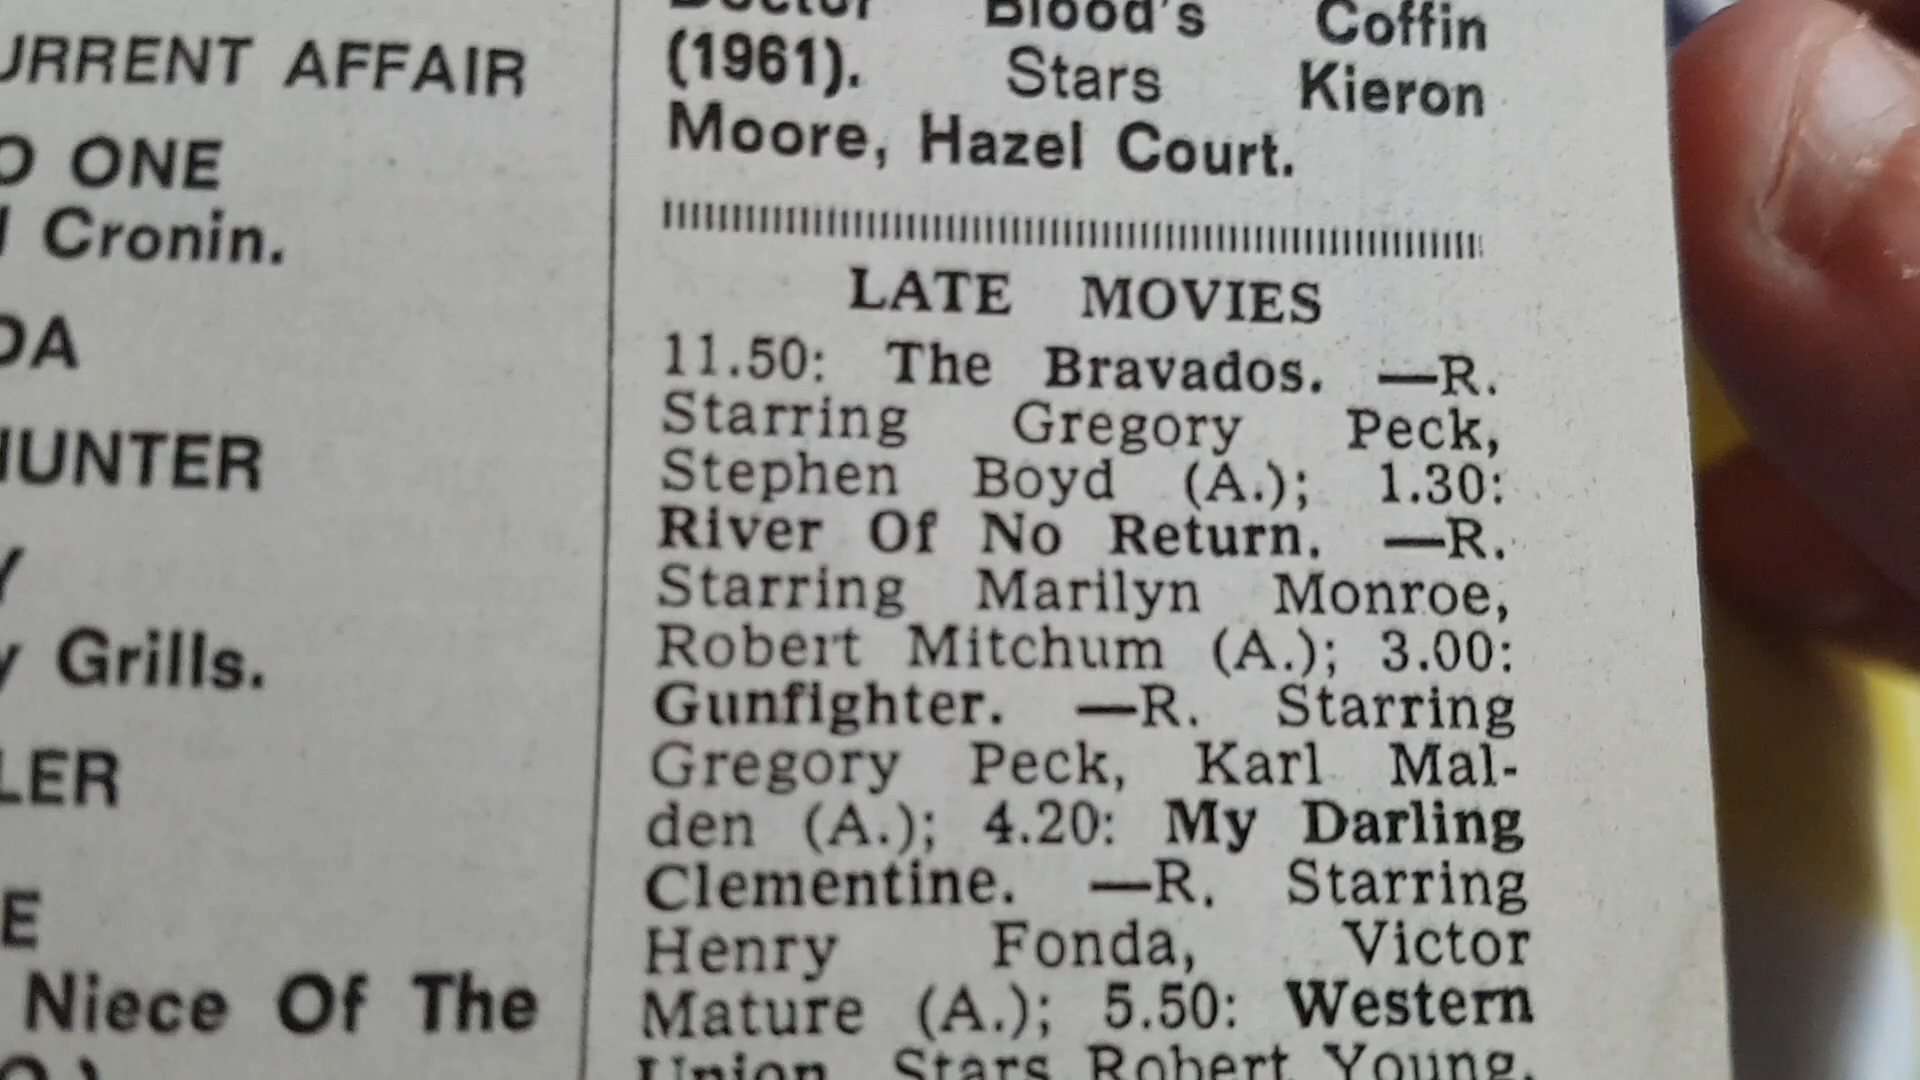 URRENT AFFAIR
O ONE
Cronin.
DA
HUNTER
Y
y Grills.
LER
E
Niece Of The
Doctor Blood's Coffin
(1961). Stars Kieron
Moore, Hazel Court.
LATE MOVIES
11.50: The Bravados. —R.
Starring Gregory Peck,
Stephen Boyd (A.); 1.30:
River Of No Return. —R.
Starring Marilyn Monroe,
Robert Mitchum (A.); 3.00:
Gunfighter. —R. Starring
Gregory Peck, Karl Mal-
den (A.); 4.20: My Darling
Clementine. —R. Starring
Henry Fonda, Victor
Mature (A.); 5.50: Western
Union. Stars Robert Young,